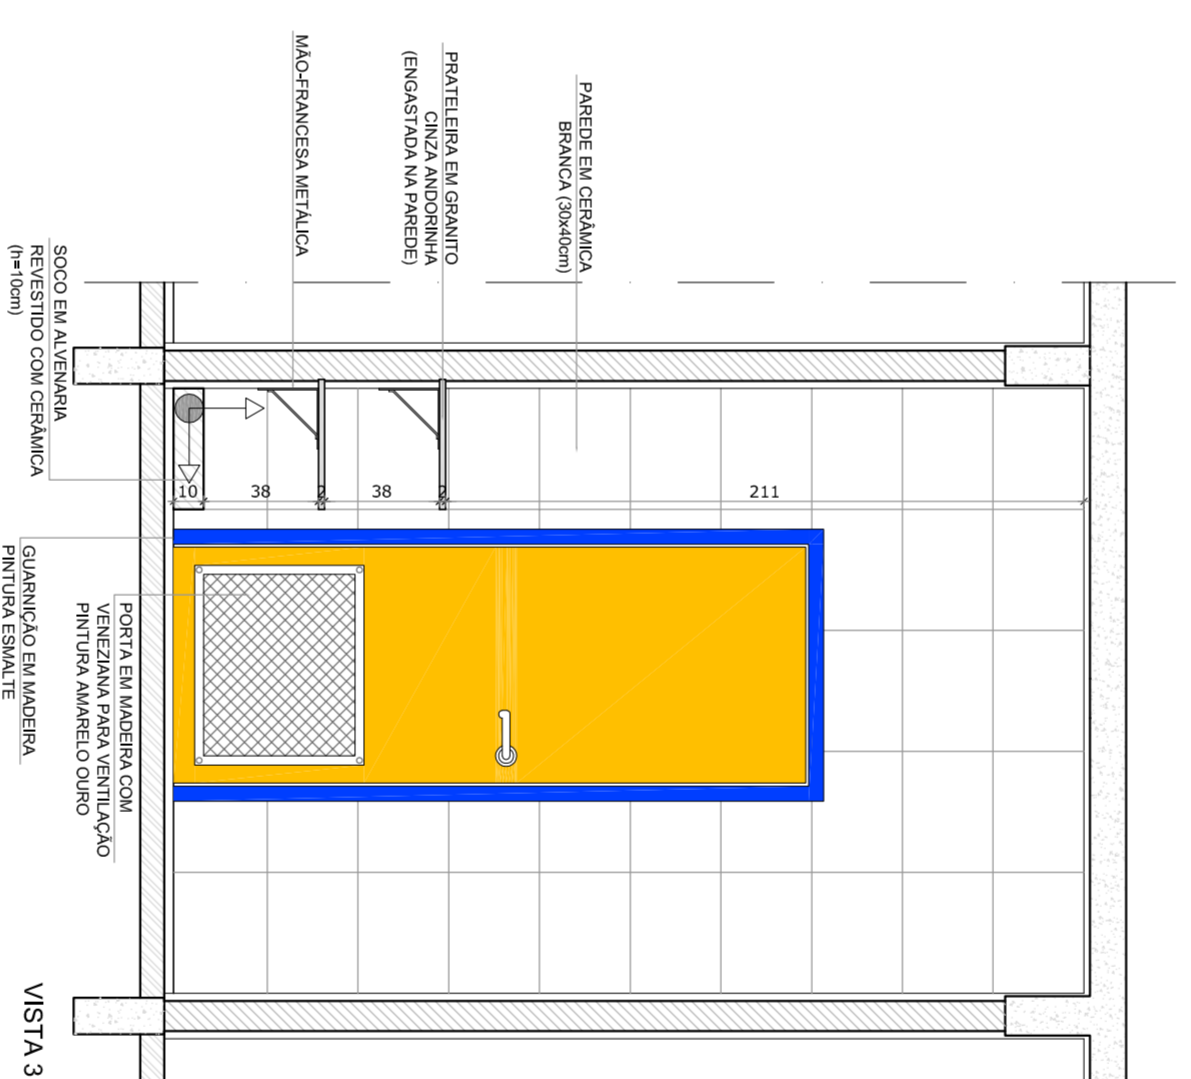 PAREDE EM CERÂMICA
BRANCA (30x40cm)
PRATELEIRA EM GRANITO
CINZA ANDORINHA
(ENGASTADA NA PAREDE)
MÃO-FRANCESA METÁLICA
SOCO EM ALVENARIA
REVESTIDO COM CERÂMICA
(h=10cm)
211
2
38
2
38
10
PORTA EM MADEIRA COM
VENEZIANA PARA VENTILAÇÃO
PINTURA AMARELO OURO
GUARNIÇÃO EM MADEIRA
PINTURA ESMALTE
VISTA 3